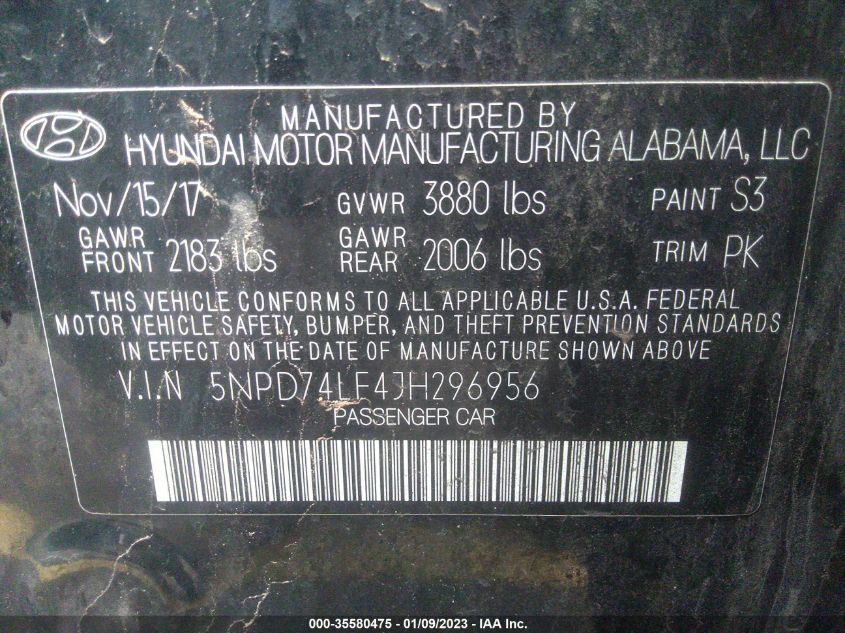 MANUFACTURED BY
HYUNDAI MOTOR MANUFACTURING ALABAMA, LLC
Nov/15/17 GVWR 3880 lbs PAINT S3
GAWR FRONT 2183 lbs GAWR REAR 2006 lbs TRIM PK
THIS VEHICLE CONFORMS TO ALL APPLICABLE U.S.A. FEDERAL
MOTOR VEHICLE SAFETY, BUMPER, AND THEFT PREVENTION STANDARDS
IN EFFECT ON THE DATE OF MANUFACTURE SHOWN ABOVE
V.I.N 5NPD74LF4JH296956
PASSENGER CAR
000-35580475 - 01/09/2023 - IAA Inc.